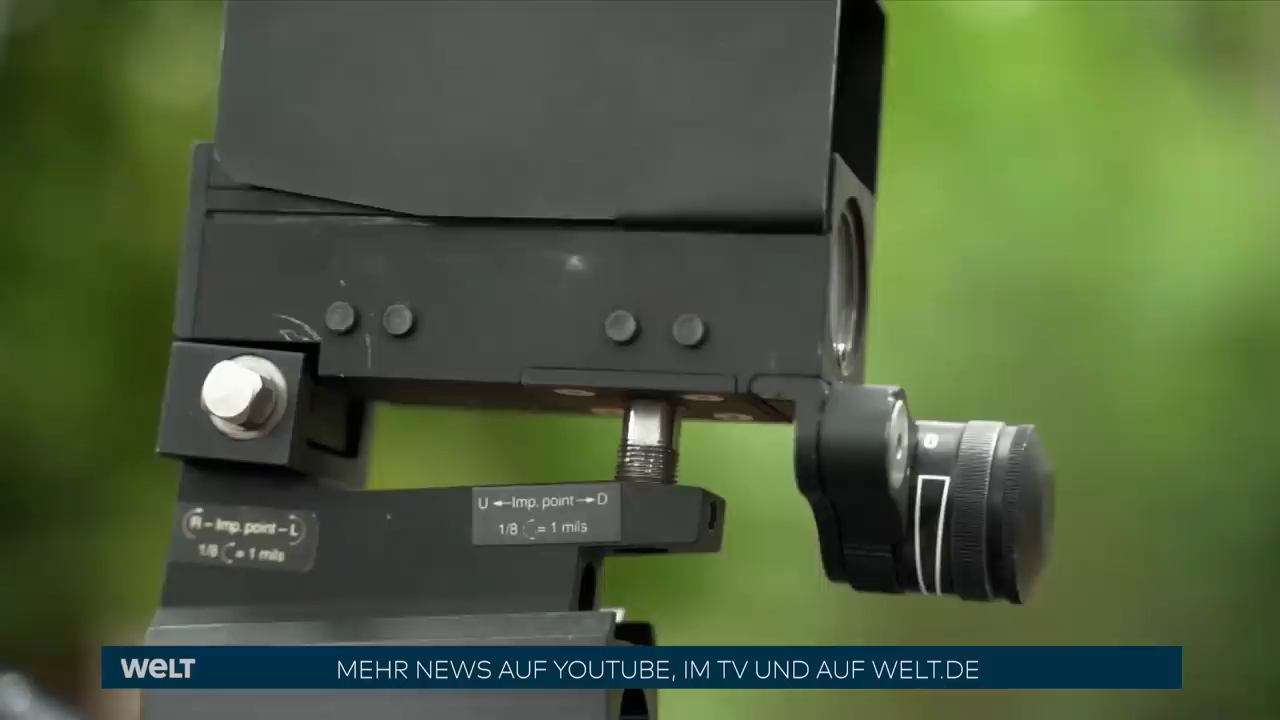 U ←Imp. point→ D
1/8 = 1 mils
R – Imp. point – L
1/8 = 1 mils
WELT
MEHR NEWS AUF YOUTUBE, IM TV UND AUF WELT.DE